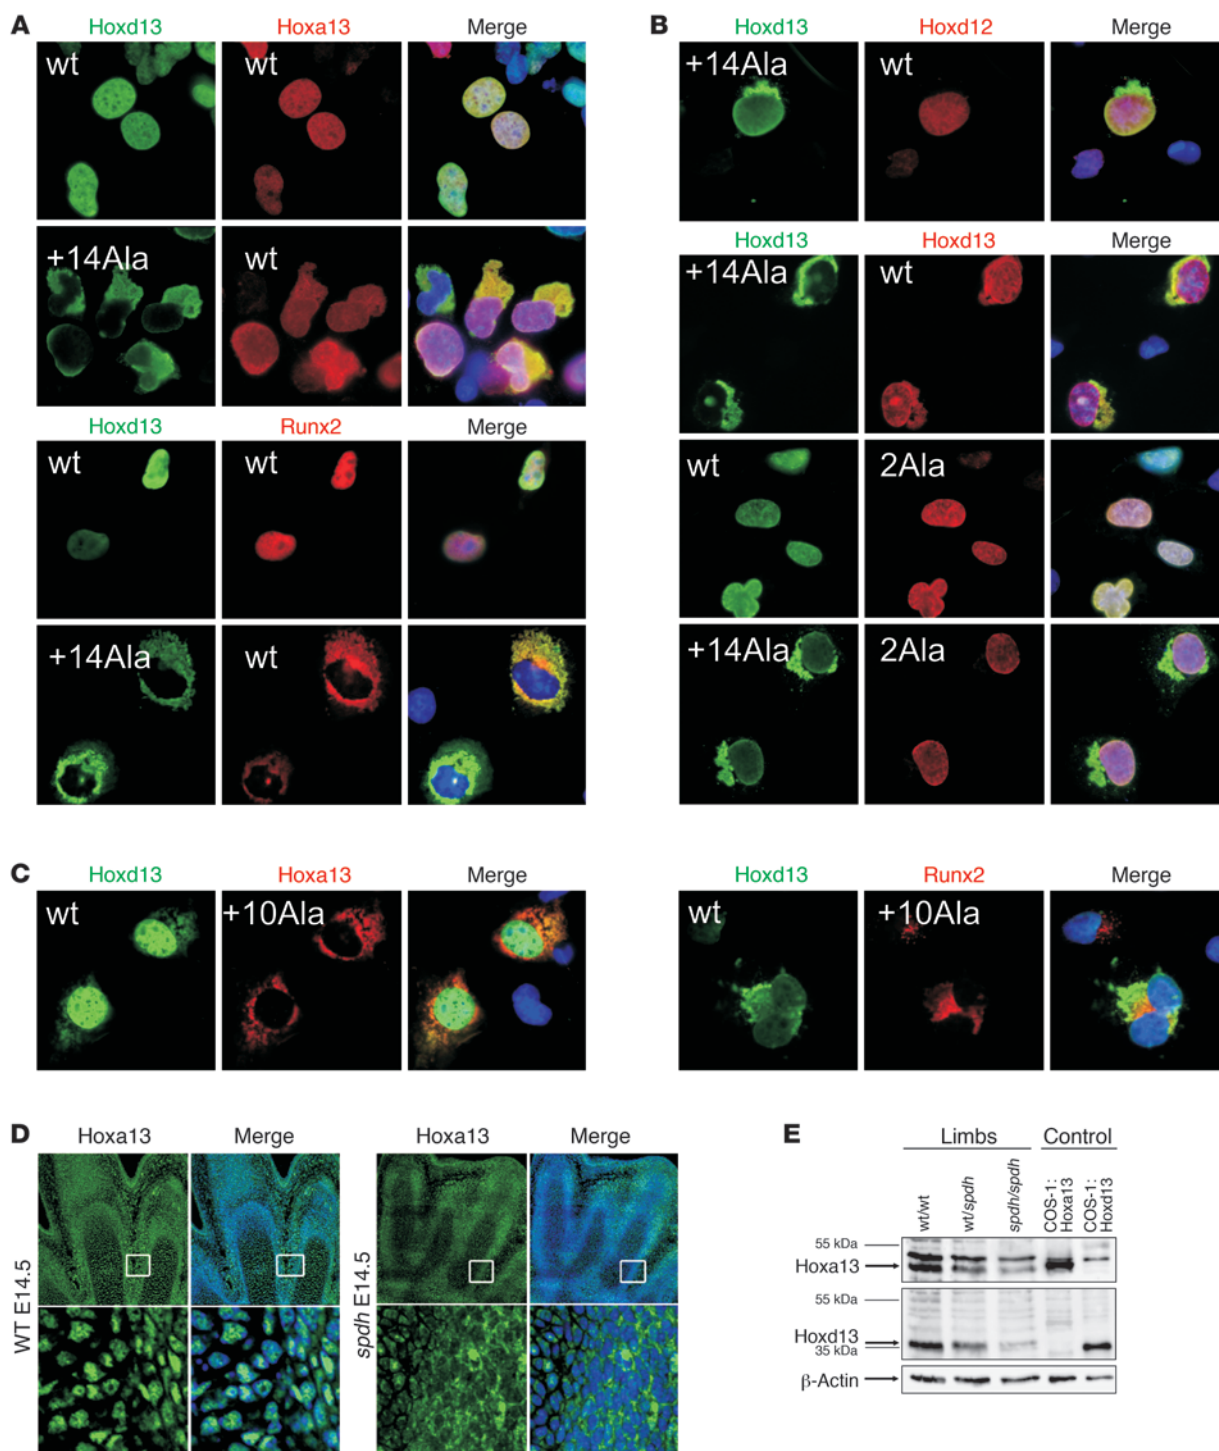 A
Hoxd13 Hoxa13 Merge
wt wt
+14Ala wt
Hoxd13 Runx2 Merge
wt wt
+14Ala wt
B
Hoxd13 Hoxd12 Merge
+14Ala wt
Hoxd13 Hoxd13 Merge
+14Ala wt
wt 2Ala
+14Ala 2Ala
C
Hoxd13 Hoxa13 Merge
wt +10Ala
Hoxd13 Runx2 Merge
wt +10Ala
D
Hoxa13 Merge
WT E14.5
Hoxa13 Merge
spdh E14.5
E
Limbs Control
wt/wt
wt/spdh
spdh/spdh
COS-1:
Hoxa13
COS-1:
Hoxd13
55 kDa
Hoxa13
55 kDa
Hoxd13
35 kDa
β-Actin